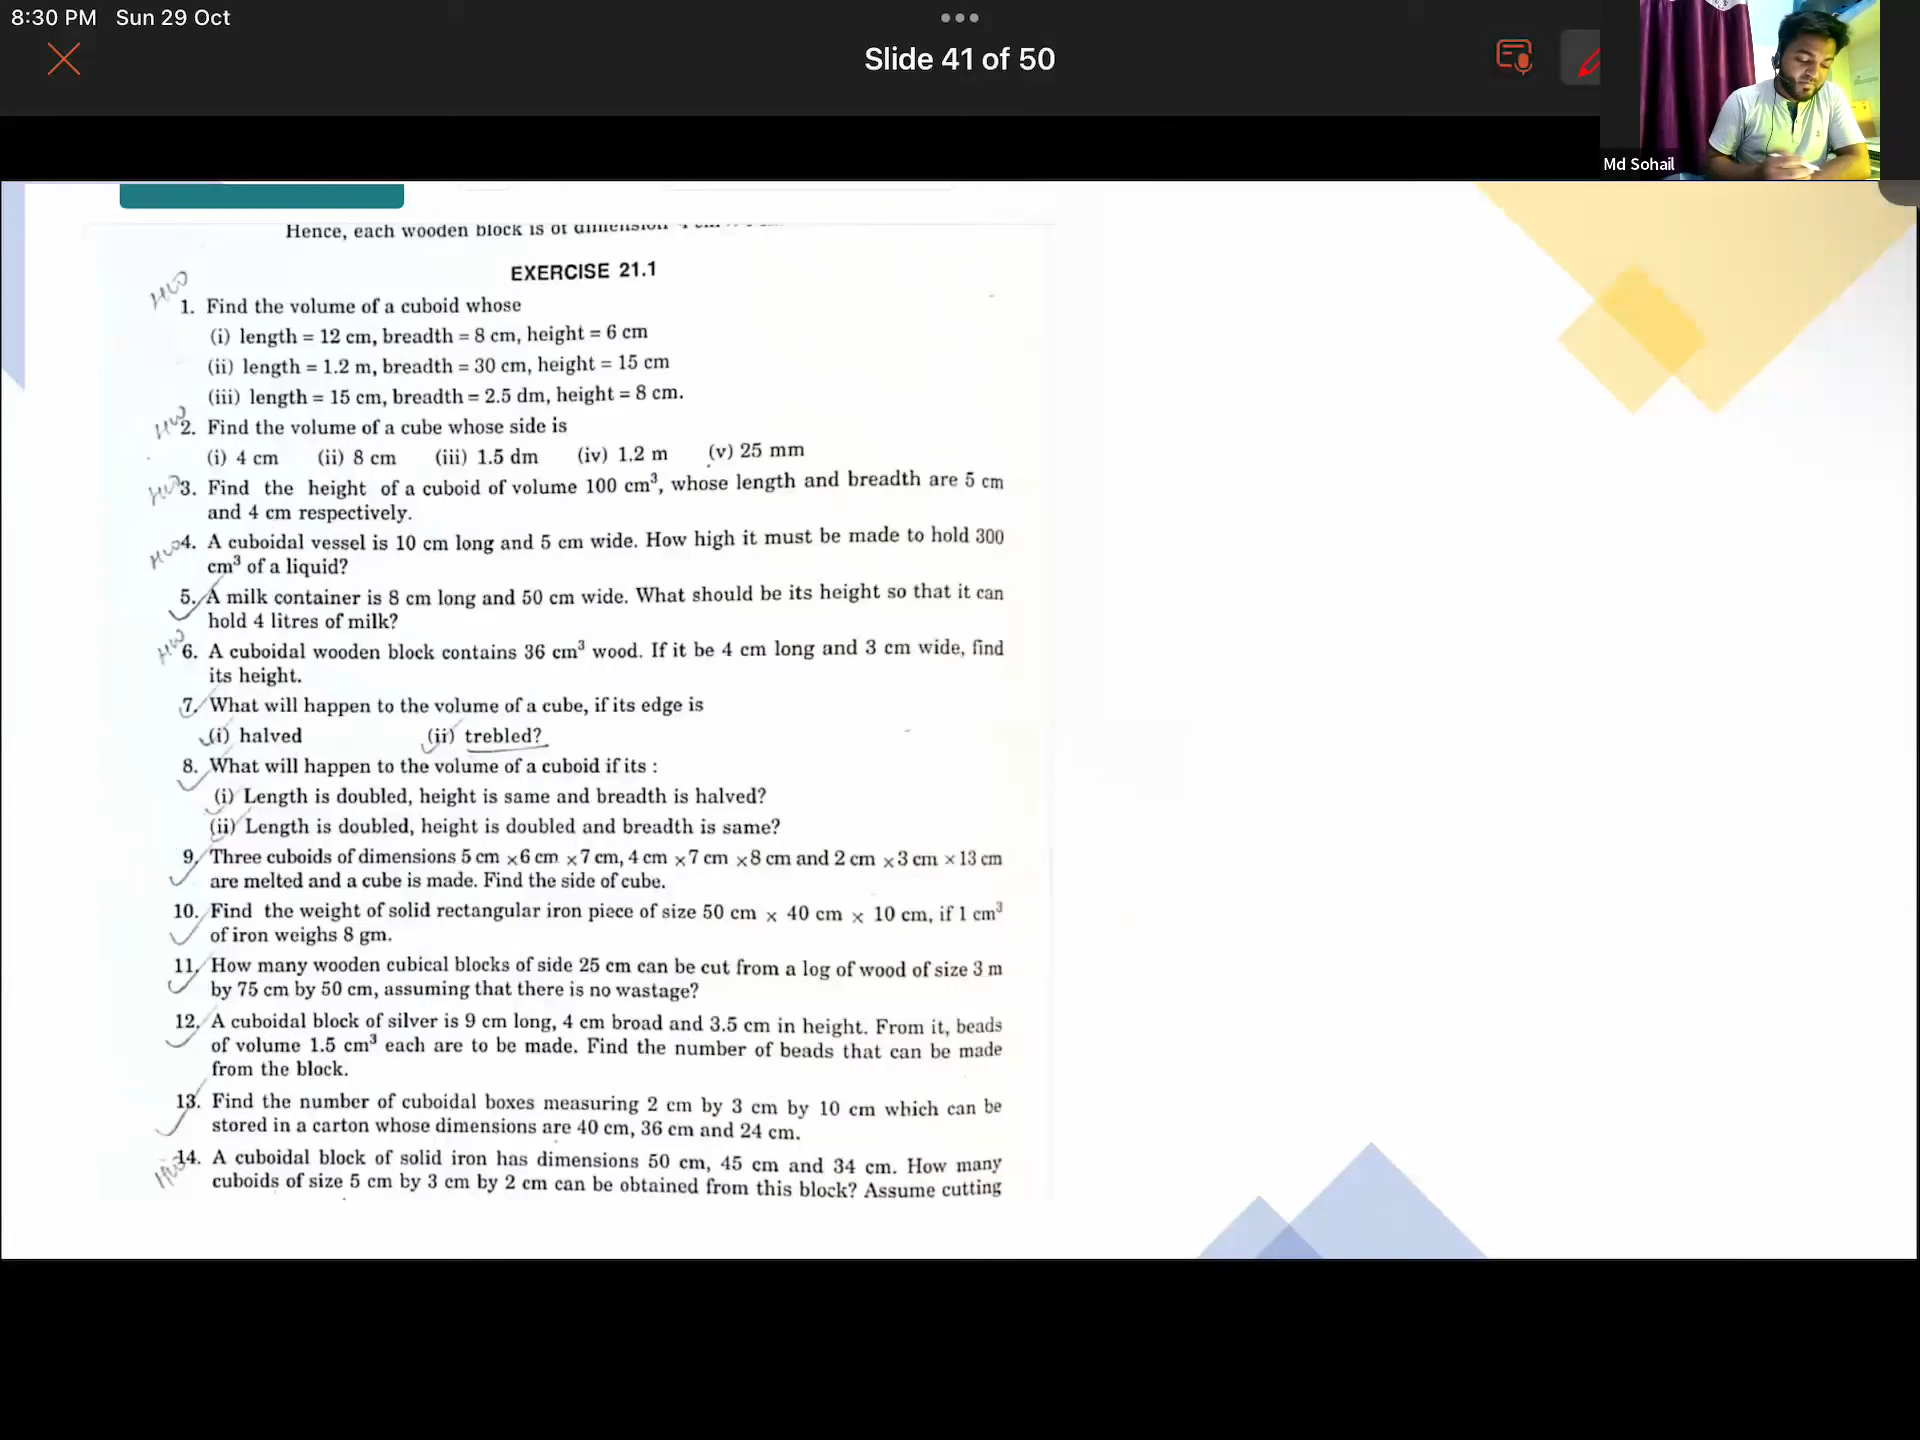 8:30 PM Sun 29 Oct
Slide 41 of 50
Md Sohail
Hence, each wooden block is of dimension
EXERCISE 21.1
HW
1. Find the volume of a cuboid whose
(i) length = 12 cm, breadth = 8 cm, height = 6 cm
(ii) length = 1.2 m, breadth = 30 cm, height = 15 cm
(iii) length = 15 cm, breadth = 2.5 dm, height = 8 cm.
HW 2. Find the volume of a cube whose side is
(i) 4 cm (ii) 8 cm (iii) 1.5 dm (iv) 1.2 m (v) 25 mm
HW 3. Find the height of a cuboid of volume 100 cm³, whose length and breadth are 5 cm
and 4 cm respectively.
HW 4. A cuboidal vessel is 10 cm long and 5 cm wide. How high it must be made to hold 300
cm³ of a liquid?
5. A milk container is 8 cm long and 50 cm wide. What should be its height so that it can
hold 4 litres of milk?
HW 6. A cuboidal wooden block contains 36 cm³ wood. If it be 4 cm long and 3 cm wide, find
its height.
7. What will happen to the volume of a cube, if its edge is
(i) halved (ii) trebled?
8. What will happen to the volume of a cuboid if its :
(i) Length is doubled, height is same and breadth is halved?
(ii) Length is doubled, height is doubled and breadth is same?
9. Three cuboids of dimensions 5 cm ×6 cm ×7 cm, 4 cm ×7 cm ×8 cm and 2 cm ×3 cm ×13 cm
are melted and a cube is made. Find the side of cube.
10. Find the weight of solid rectangular iron piece of size 50 cm × 40 cm × 10 cm, if 1 cm³
of iron weighs 8 gm.
11. How many wooden cubical blocks of side 25 cm can be cut from a log of wood of size 3 m
by 75 cm by 50 cm, assuming that there is no wastage?
12. A cuboidal block of silver is 9 cm long, 4 cm broad and 3.5 cm in height. From it, beads
of volume 1.5 cm³ each are to be made. Find the number of beads that can be made
from the block.
13. Find the number of cuboidal boxes measuring 2 cm by 3 cm by 10 cm which can be
stored in a carton whose dimensions are 40 cm, 36 cm and 24 cm.
HW 14. A cuboidal block of solid iron has dimensions 50 cm, 45 cm and 34 cm. How many
cuboids of size 5 cm by 3 cm by 2 cm can be obtained from this block? Assume cutting